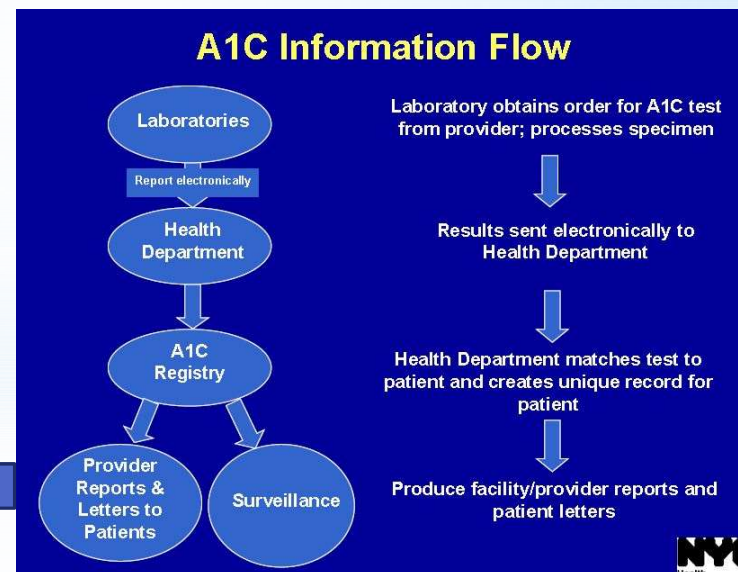 A1C Information Flow
Laboratories
Report electronically
Health
Department
A1C
Registry
Provider
Reports &
Letters to
Patients
Surveillance
Laboratory obtains order for A1C test
from provider; processes specimen
Results sent electronically to
Health Department
Health Department matches test to
patient and creates unique record for
patient
Produce facility/provider reports and
patient letters